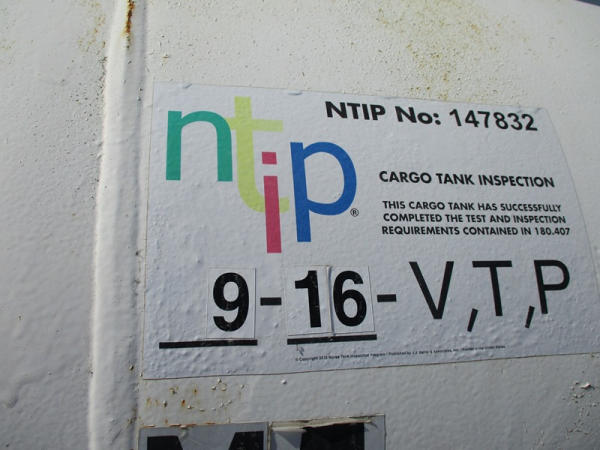 ntip®
NTIP No: 147832
CARGO TANK INSPECTION
THIS CARGO TANK HAS SUCCESSFULLY
COMPLETED THE TEST AND INSPECTION
REQUIREMENTS CONTAINED IN 180.407
9-16-V,T,P